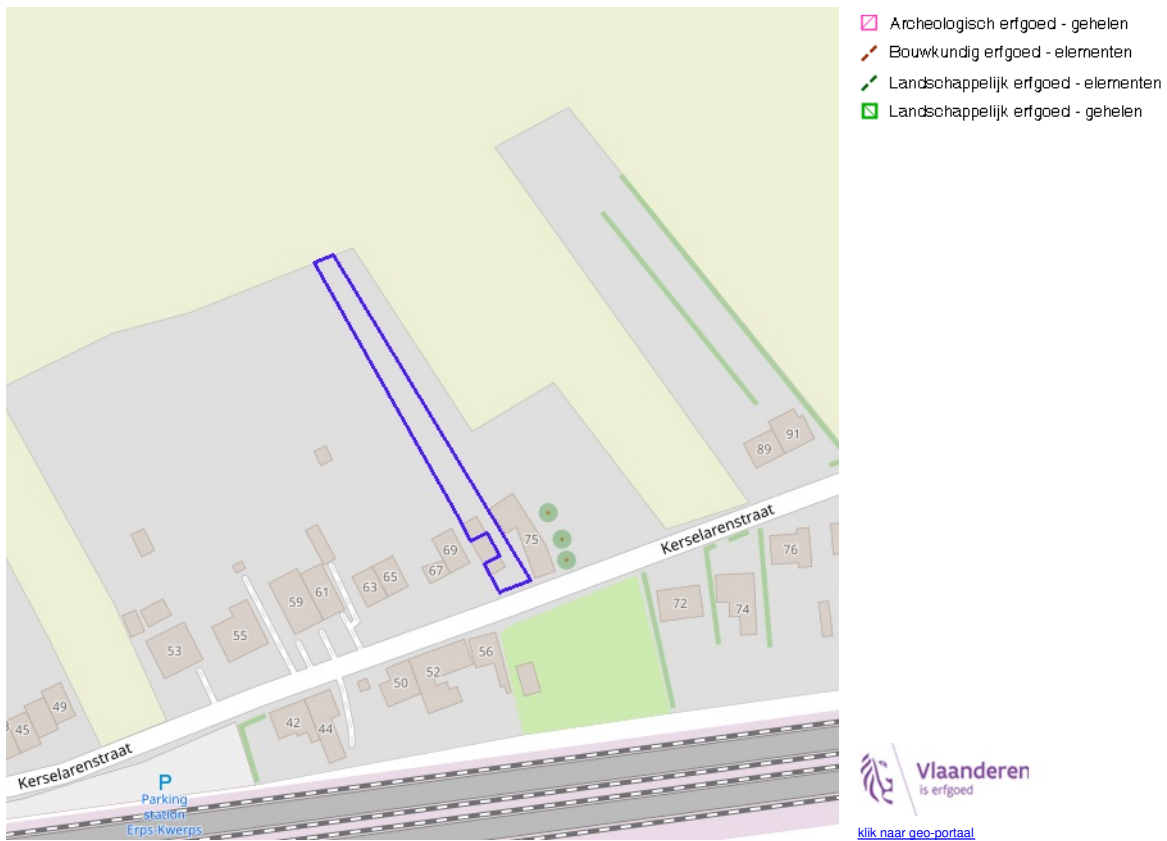 Archeologisch erfgoed - gehelen
Bouwkundig erfgoed - elementen
Landschappelijk erfgoed - elementen
Landschappelijk erfgoed - gehelen
91
89
Kerselarenstraat
75
69
76
67
65
63
61
59
72
74
55
53
56
52
50
49
45
42
44
Kerselarenstraat
P
Parking
station
Erps-Kwerps
Vlaanderen
is erfgoed
klik naar geo-portaal